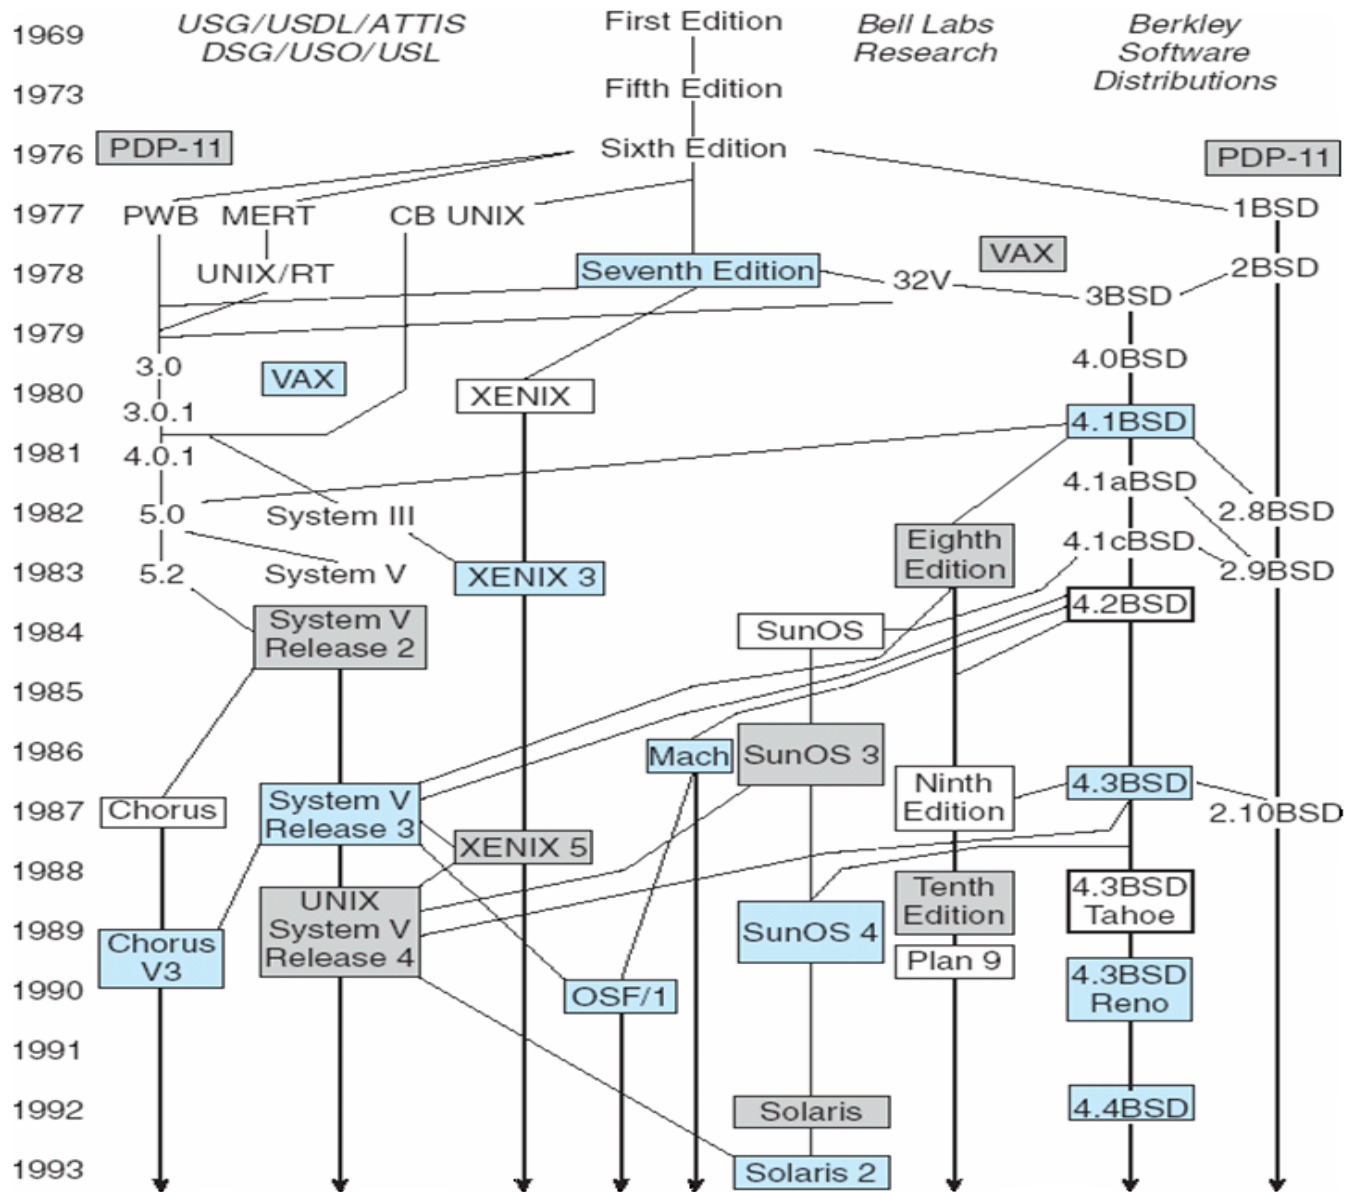 1969
USG/USDL/ATTIS
DSG/USO/USL
First Edition
Bell Labs
Research
Berkley
Software
Distributions
1973
Fifth Edition
1976
PDP-11
Sixth Edition
PDP-11
1977
PWB
MERT
CB UNIX
1BSD
1978
UNIX/RT
Seventh Edition
32V
VAX
3BSD
2BSD
1979
3.0
VAX
4.0BSD
1980
3.0.1
XENIX
4.1BSD
1981
4.0.1
4.1aBSD
1982
5.0
System III
2.8BSD
Eighth
Edition
4.1cBSD
1983
5.2
System V
XENIX 3
2.9BSD
4.2BSD
1984
System V
Release 2
SunOS
1985
1986
Mach
SunOS 3
1987
Chorus
System V
Release 3
Ninth
Edition
4.3BSD
2.10BSD
XENIX 5
1988
UNIX
System V
Release 4
Tenth
Edition
4.3BSD
Tahoe
1989
Chorus
V3
SunOS 4
Plan 9
1990
OSF/1
4.3BSD
Reno
1991
1992
Solaris
4.4BSD
1993
Solaris 2